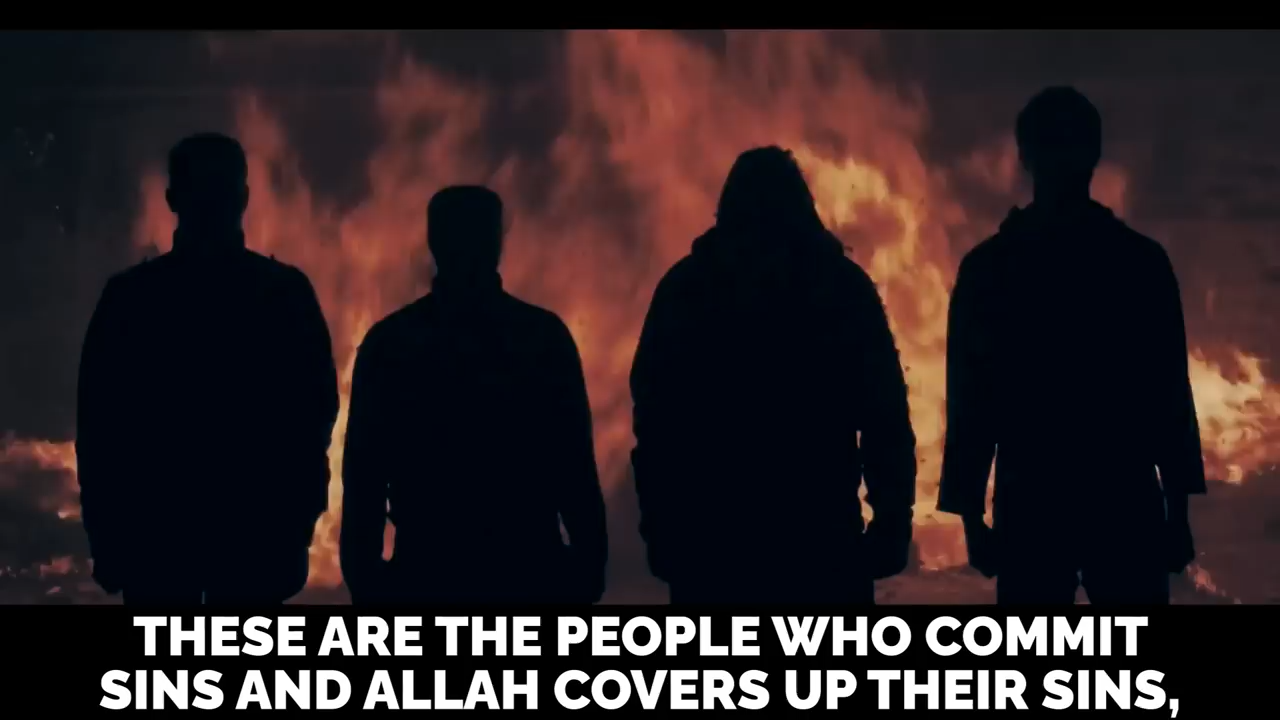 THESE ARE THE PEOPLE WHO COMMIT
SINS AND ALLAH COVERS UP THEIR SINS,